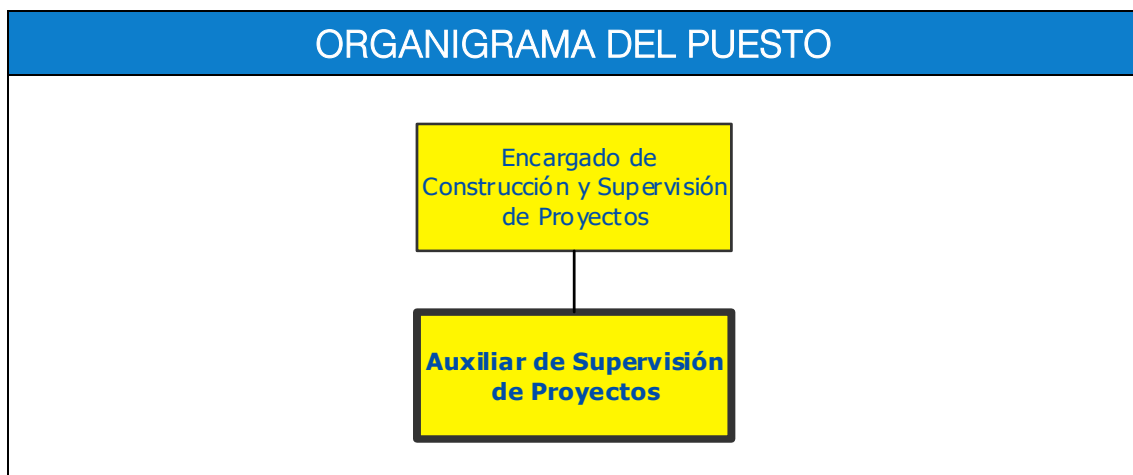 ORGANIGRAMA DEL PUESTO
Encargado de
Construcción y Supervisión
de Proyectos
Auxiliar de Supervisión
de Proyectos